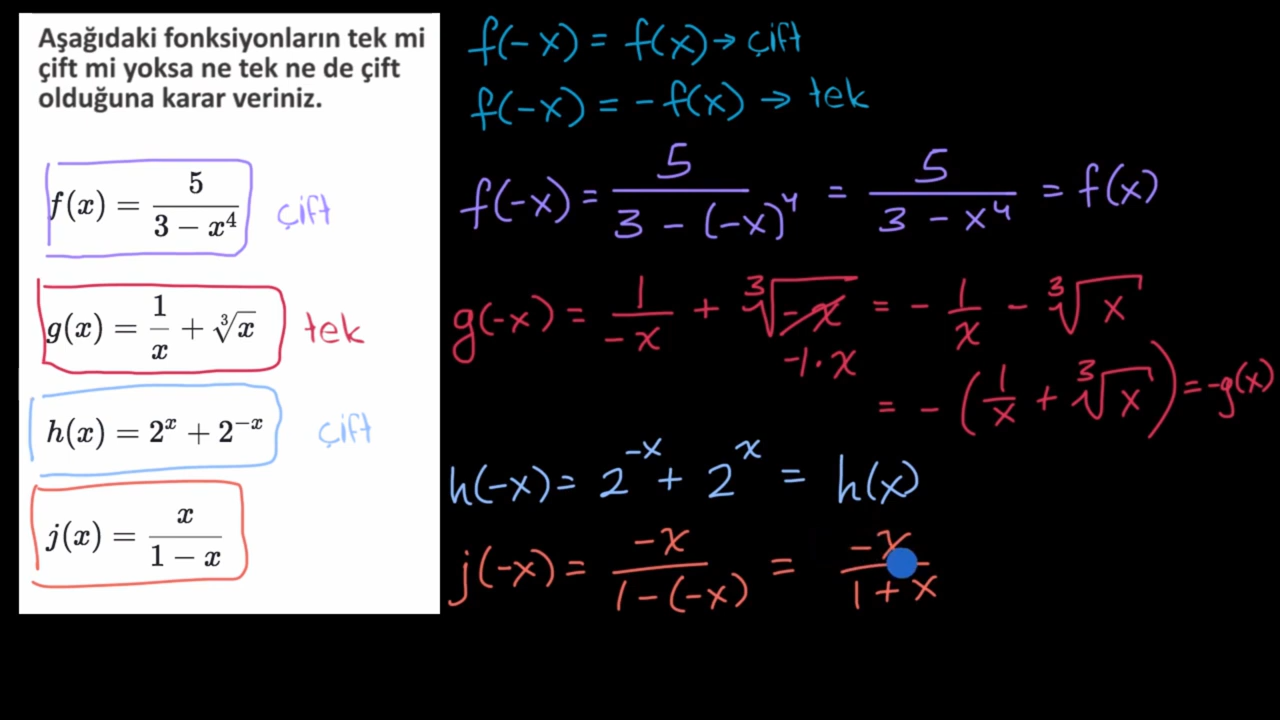 Aşağıdaki fonksiyonların tek mi
çift mi yoksa ne tek ne de çift
olduğuna karar veriniz.
f(x) = 5/(3 − x⁴) çift
g(x) = 1/x + ∛x tek
h(x) = 2ˣ + 2⁻ˣ çift
j(x) = x/(1 − x)
f(-x) = f(x) → çift
f(-x) = -f(x) → tek
f(-x) = 5/(3 - (-x)⁴) = 5/(3 - x⁴) = f(x)
g(-x) = 1/(-x) + ∛(-x) = - 1/x - ∛x
-1·x
= - (1/x + ∛x) = -g(x)
h(-x) = 2⁻ˣ + 2ˣ = h(x)
j(-x) = -x/(1-(-x)) = -x/(1+x)